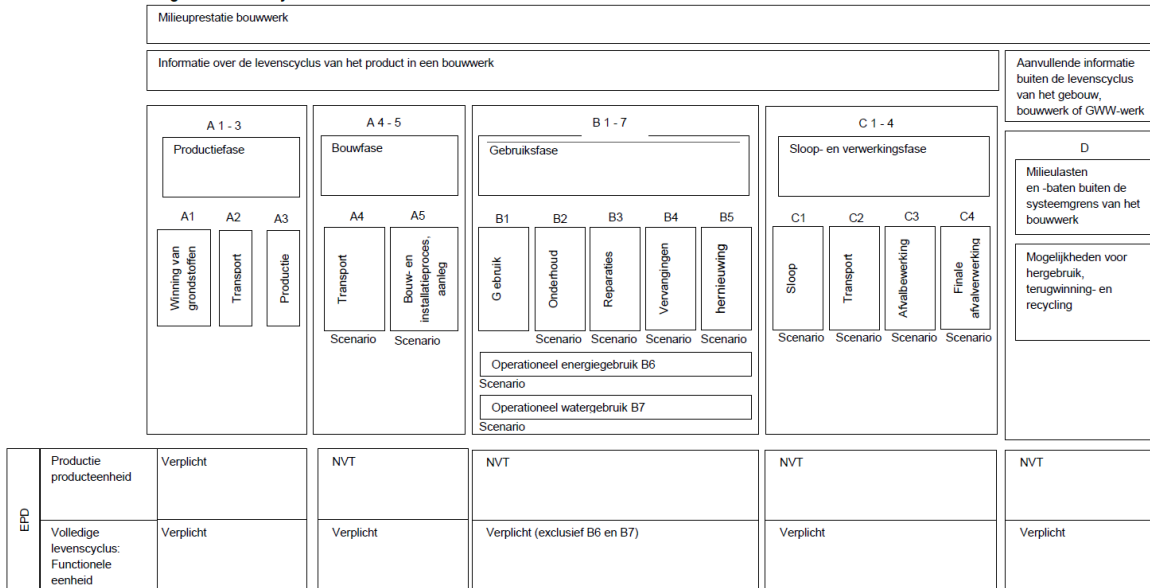 Milieuprestatie bouwwerk
Informatie over de levenscyclus van het product in een bouwwerk
Aanvullende informatie
buiten de levenscyclus
van het gebouw,
bouwwerk of GWW-werk
A 1 - 3
Productiefase
A1
A2
A3
Winning van
grondstoffen
Transport
Productie
A 4 - 5
Bouwfase
A4
A5
Transport
Bouw- en
installatieproces,
aanleg
Scenario
Scenario
B 1 - 7
Gebruiksfase
B1
B2
B3
B4
B5
G ebruik
Onderhoud
Reparaties
Vervangingen
hernieuwing
Scenario
Scenario
Scenario
Scenario
Operationeel energiegebruik B6
Scenario
Operationeel watergebruik B7
Scenario
C 1 - 4
Sloop- en verwerkingsfase
C1
C2
C3
C4
Sloop
Transport
Afvalbewerking
Finale
afvalverwerking
Scenario
Scenario
Scenario
Scenario
D
Milieulasten
en -baten buiten de
systeemgrens van het
bouwwerk
Mogelijkheden voor
hergebruik,
terugwinning- en
recycling
EPD
Productie
producteenheid
Verplicht
NVT
NVT
NVT
NVT
Volledige
levenscyclus:
Functionele
eenheid
Verplicht
Verplicht
Verplicht (exclusief B6 en B7)
Verplicht
Verplicht